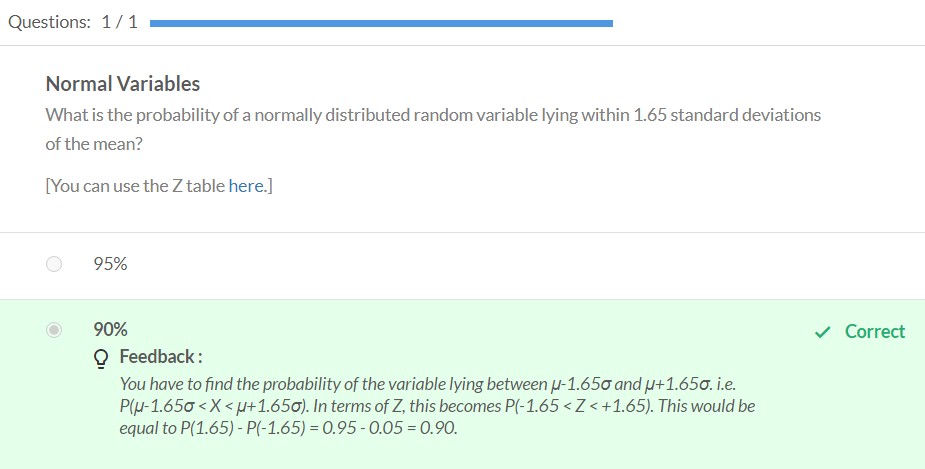 Questions: 1 / 1
Normal Variables
What is the probability of a normally distributed random variable lying within 1.65 standard deviations
of the mean?
[You can use the Z table here.]
95%
90%
Correct
Feedback :
You have to find the probability of the variable lying between μ-1.65σ and μ+1.65σ. i.e.
P(μ-1.65σ < X < μ+1.65σ). In terms of Z, this becomes P(-1.65 < Z < +1.65). This would be
equal to P(1.65) - P(-1.65) = 0.95 - 0.05 = 0.90.